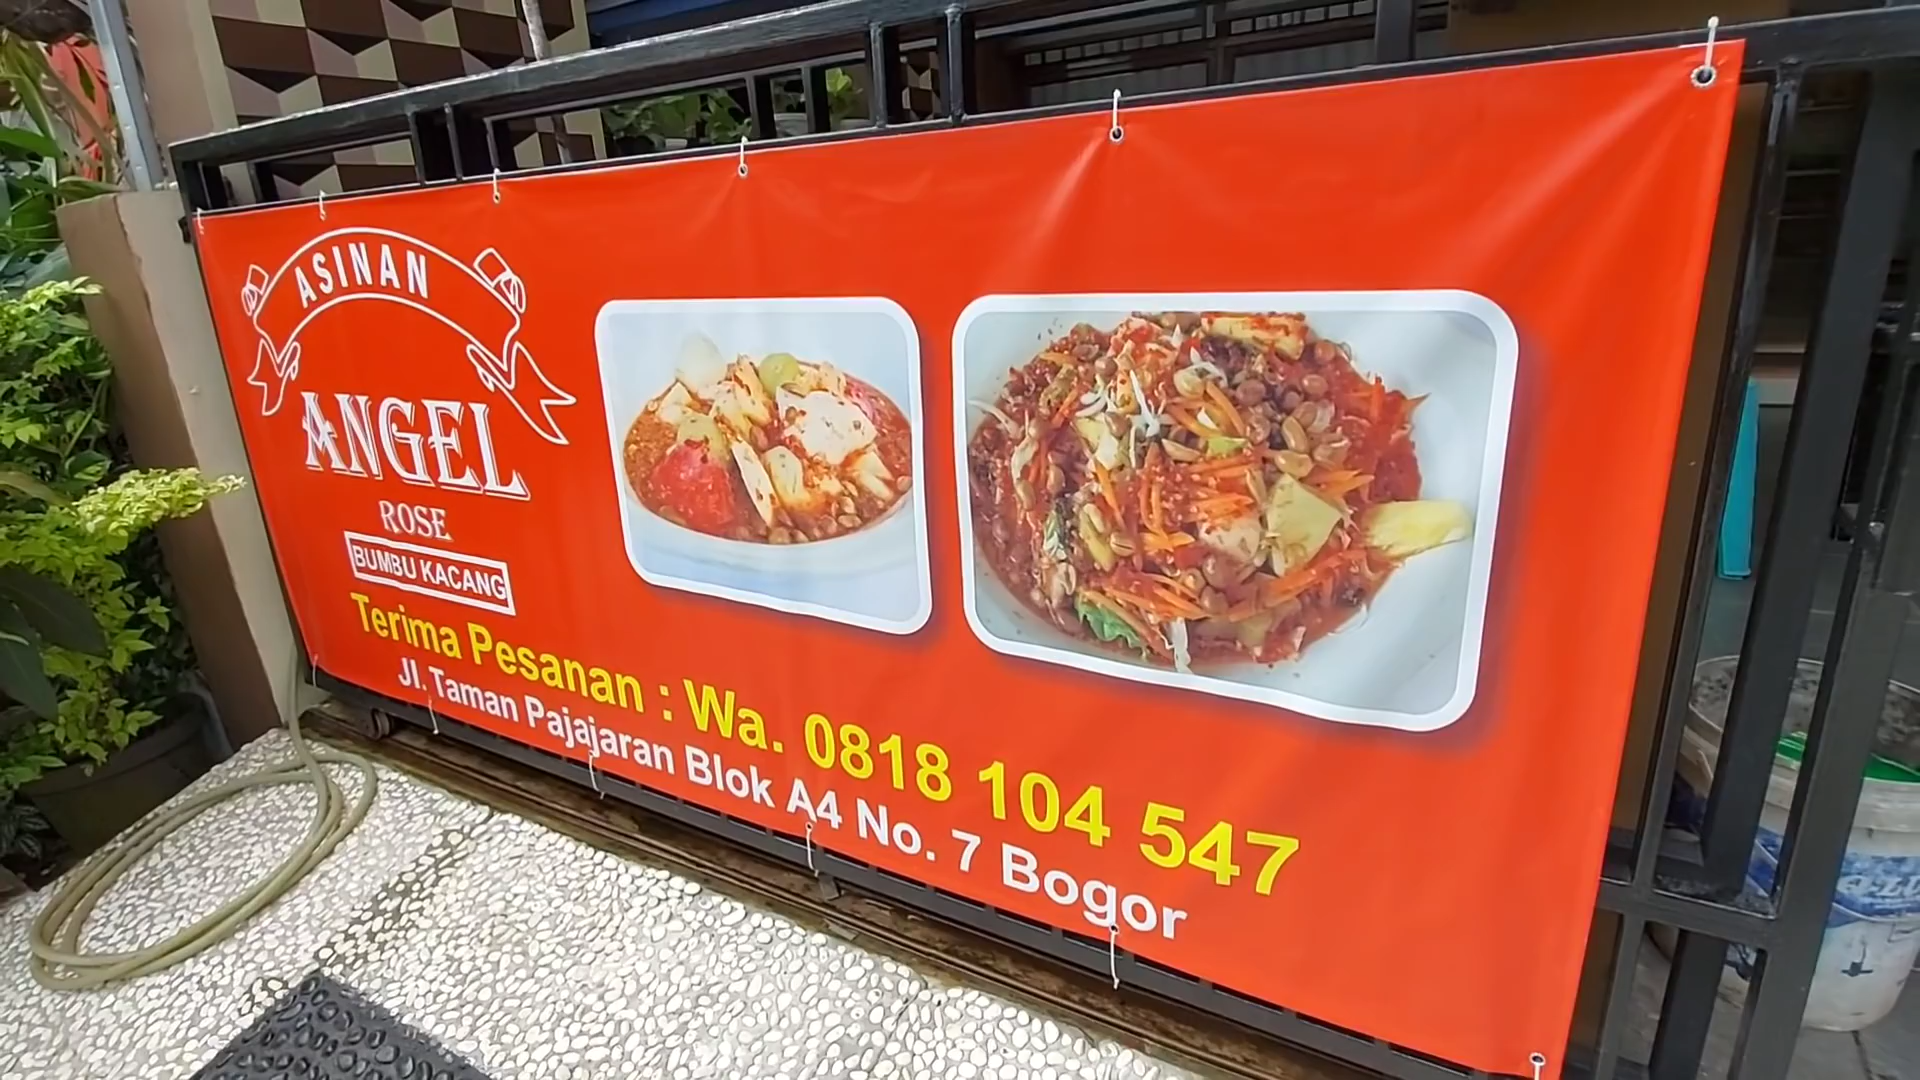 ASINAN
ANGEL
ROSE
BUMBU KACANG
Terima Pesanan : Wa. 0818 104 547
Jl. Taman Pajajaran Blok A4 No. 7 Bogor